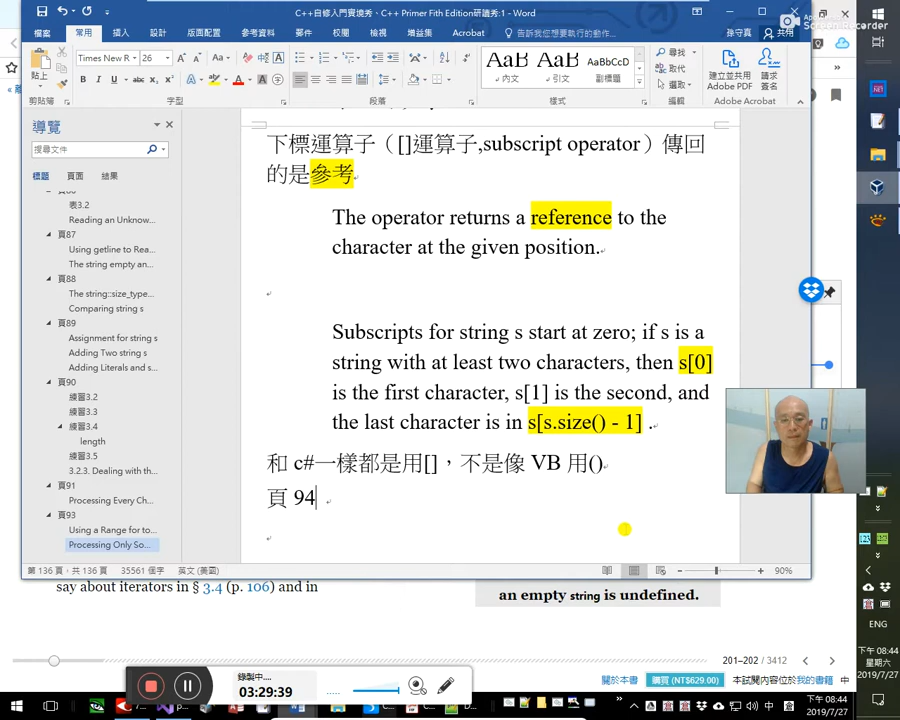 C++自修入門實境秀、C++ Primer Fith Edition研讀秀:1 - Word
檔案
常用
插入
設計
版面配置
參考資料
郵件
校閱
檢視
增益集
Acrobat
告訴我您想要執行的動作...
孫守真
共用
Screen Recorder
貼上
剪貼簿
Times New R
26
B I U abc x₂ x²
字型
段落
AaBb AaBb AaBbCcD
內文
引文
副標題
樣式
尋找
取代
選取
編輯
建立並共用 Adobe PDF
請求簽名
Adobe Acrobat
導覽
搜尋文件
標題 頁面 結果
表3.2
Reading an Unknow...
頁87
Using getline to Rea...
The string empty an...
頁88
The string::size_type...
Comparing string s
頁89
Assignment for string s
Adding Two string s
Adding Literals and s...
頁90
練習3.2
練習3.3
練習3.4
length
練習3.5
3.2.3. Dealing with th...
頁91
Processing Every Ch...
頁93
Using a Range for to...
Processing Only So...
下標運算子（[]運算子,subscript operator）傳回
的是參考
The operator returns a reference to the
character at the given position.
Subscripts for string s start at zero; if s is a
string with at least two characters, then s[0]
is the first character, s[1] is the second, and
the last character is in s[s.size() - 1] .
和 c#一樣都是用[]，不是像 VB 用()
頁 94
第 136 頁，共 136 頁
35561 個字
英文 (美國)
90%
say about iterators in § 3.4 (p. 106) and in
an empty string is undefined.
201–202 / 3412
關於本書
購買 (NT$629.00)
本試閱內容位於我的書籍 中
錄製中...
03:29:39
ENG
下午 08:44
星期六
2019/7/27
下午 08:44
2019/7/27